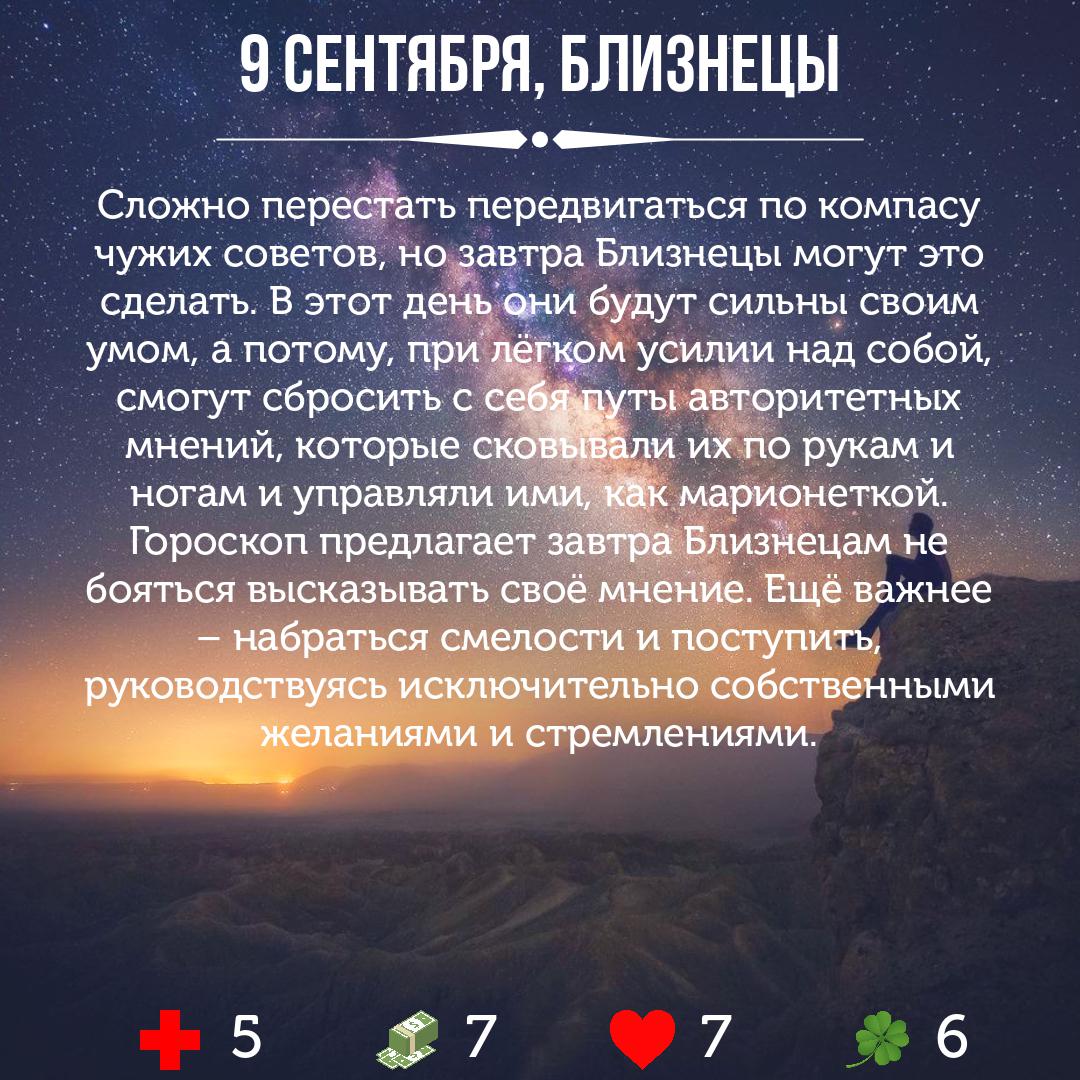 9 СЕНТЯБРЯ, БЛИЗНЕЦЫ
Сложно перестать передвигаться по компасу
чужих советов, но завтра Близнецы могут это
сделать. В этот день они будут сильны своим
умом, а потому, при лёгком усилии над собой,
смогут сбросить с себя путы авторитетных
мнений, которые сковывали их по рукам и
ногам и управляли ими, как марионеткой.
Гороскоп предлагает завтра Близнецам не
бояться высказывать своё мнение. Ещё важнее
– набраться смелости и поступить,
руководствуясь исключительно собственными
желаниями и стремлениями.
5 7 7 6